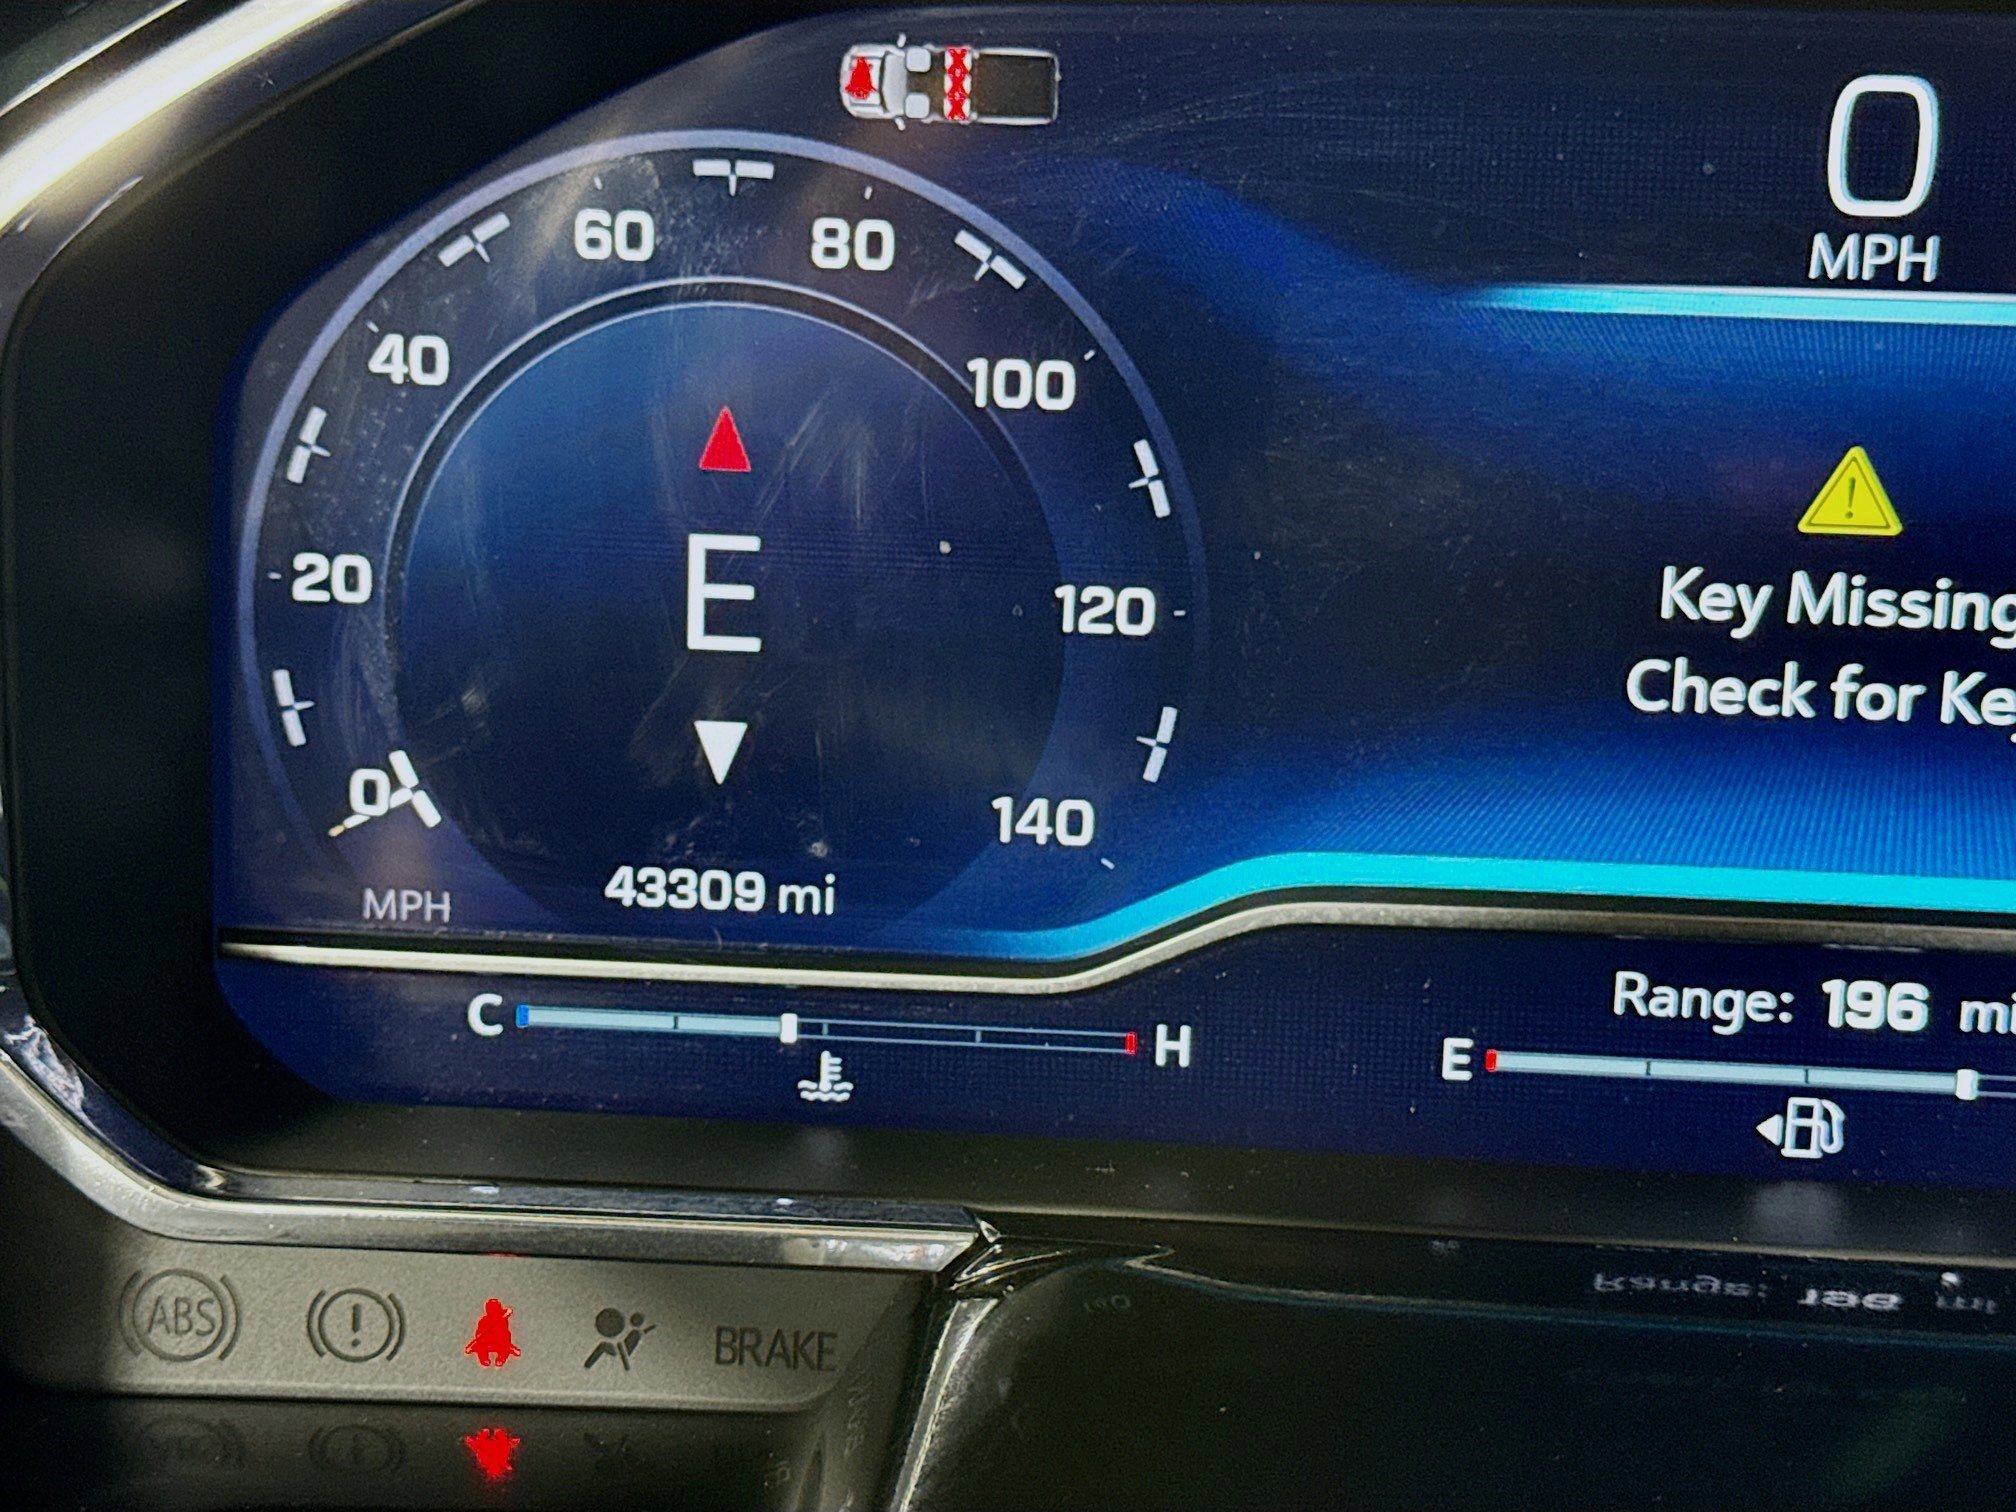 0
MPH
60
80
40
100
20
120
0
140
E
43309 mi
MPH
Key Missing
Check for Key
C
H
Range: 196 mi
E
ABS
!
BRAKE